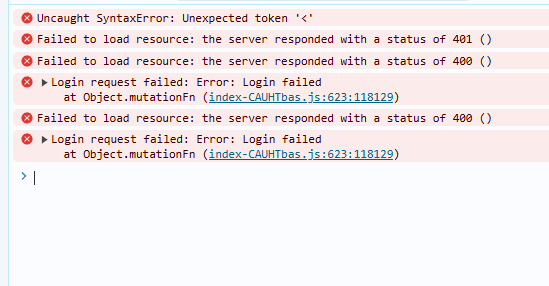 Uncaught SyntaxError: Unexpected token '<'
Failed to load resource: the server responded with a status of 401 ()
Failed to load resource: the server responded with a status of 400 ()
Login request failed: Error: Login failed
at Object.mutationFn (index-CAUHTbas.js:623:118129)
Failed to load resource: the server responded with a status of 400 ()
Login request failed: Error: Login failed
at Object.mutationFn (index-CAUHTbas.js:623:118129)